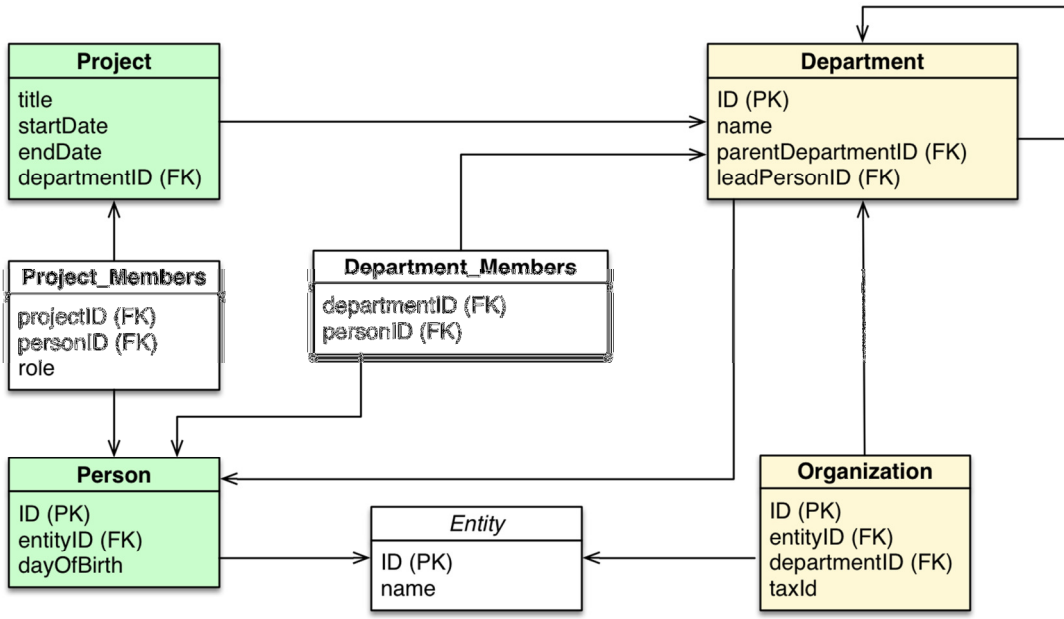 Project
title
startDate
endDate
departmentID (FK)
Department
ID (PK)
name
parentDepartmentID (FK)
leadPersonID (FK)
Project_Members
projectID (FK)
personID (FK)
role
Department_Members
departmentID (FK)
personID (FK)
Person
ID (PK)
entityID (FK)
dayOfBirth
Entity
ID (PK)
name
Organization
ID (PK)
entityID (FK)
departmentID (FK)
taxId